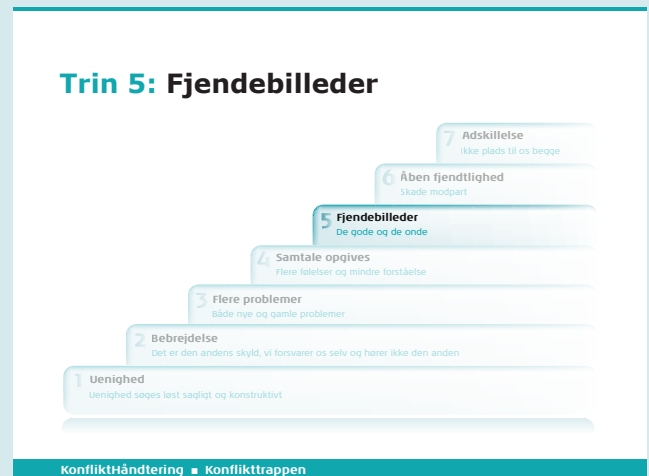 Trin 5: Fjendebilleder
7 Adskillelse
Ikke plads til os begge
6 Åben fjendtlighed
Skade modpart
5 Fjendebilleder
De gode og de onde
4 Samtale opgives
Flere følelser og mindre forståelse
3 Flere problemer
Både nye og gamle problemer
2 Bebrejdelse
Det er den andens skyld, vi forsvarer os selv og hører ikke den anden
1 Uenighed
Uenighed søges løst sagligt og konstruktivt
KonfliktHåndtering ▪ Konflikttrappen